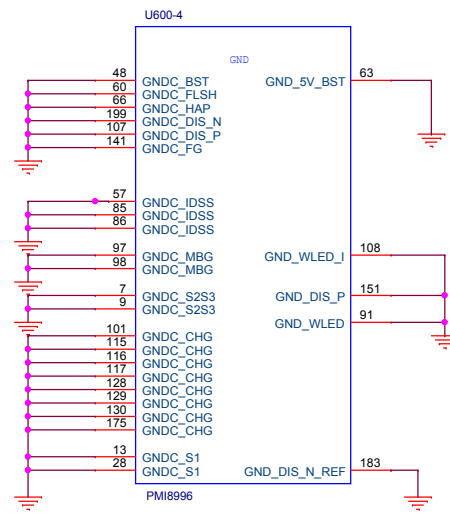 U600-4
GND
48 GNDC_BST GND_5V_BST 63
60 GNDC_FLSH
66 GNDC_HAP
199 GNDC_DIS_N
107 GNDC_DIS_P
141 GNDC_FG
57 GNDC_IDSS
85 GNDC_IDSS
86 GNDC_IDSS
97 GNDC_MBG GND_WLED_I 108
98 GNDC_MBG
7 GNDC_S2S3 GND_DIS_P 151
9 GNDC_S2S3
GND_WLED 91
101 GNDC_CHG
115 GNDC_CHG
116 GNDC_CHG
117 GNDC_CHG
128 GNDC_CHG
129 GNDC_CHG
130 GNDC_CHG
175 GNDC_CHG
13 GNDC_S1
28 GNDC_S1 GND_DIS_N_REF 183
PMI8996